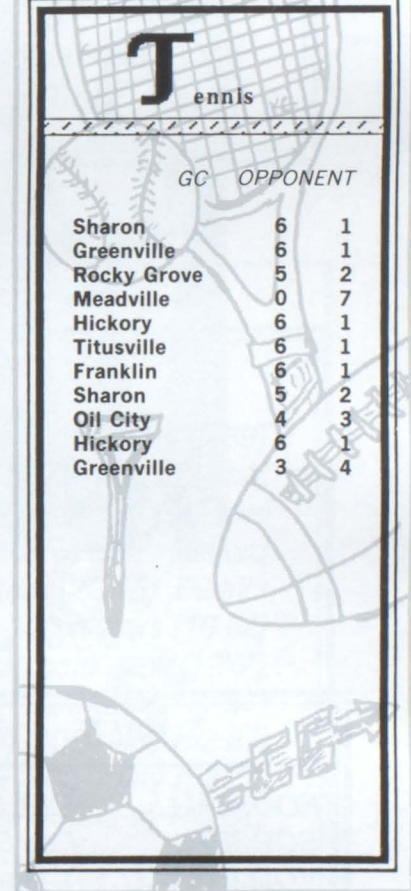 Tennis
GC OPPONENT
Sharon 6 1
Greenville 6 1
Rocky Grove 5 2
Meadville 0 7
Hickory 6 1
Titusville 6 1
Franklin 6 1
Sharon 5 2
Oil City 4 3
Hickory 6 1
Greenville 3 4